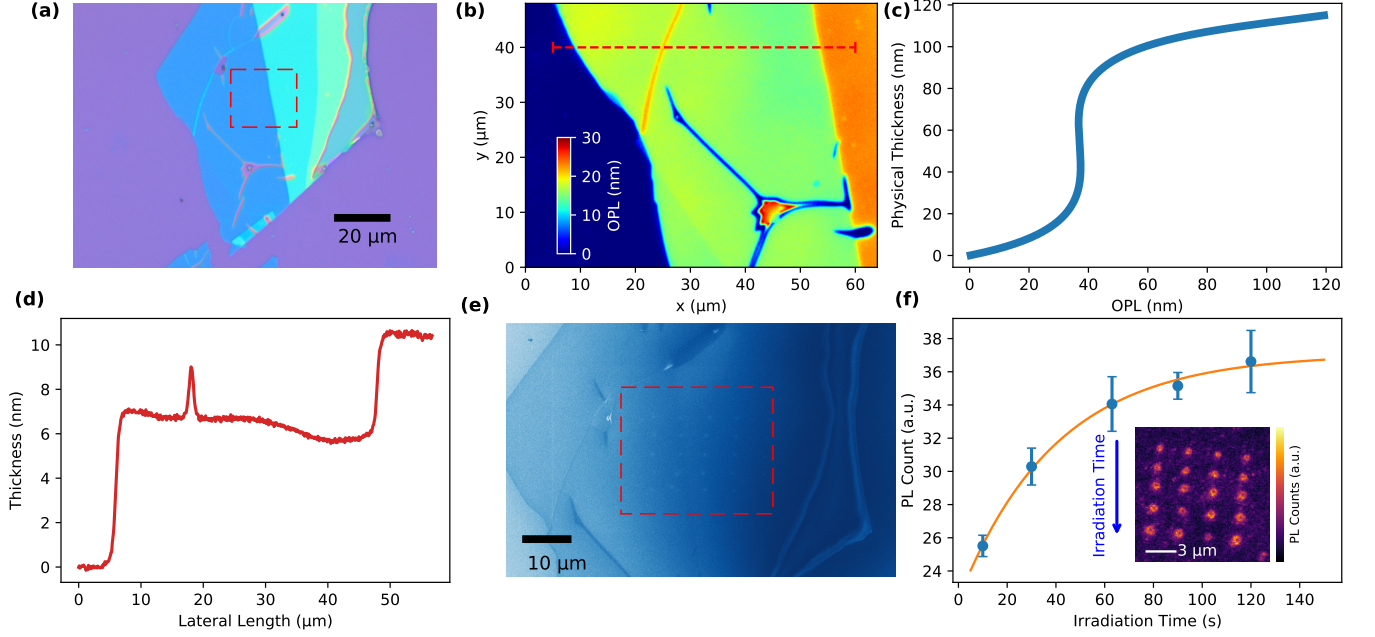 (a)
20 μm
(b)
y (μm)
40
30
20
10
0
30
20
10
0
OPL (nm)
0 10 20 30 40 50 60
x (μm)
(c)
Physical Thickness (nm)
120
100
80
60
40
20
0
0 20 40 60 80 100 120
OPL (nm)
(d)
Thickness (nm)
10
8
6
4
2
0
0 10 20 30 40 50
Lateral Length (μm)
(e)
10 μm
(f)
PL Count (a.u.)
38
36
34
32
30
28
26
24
Irradiation Time
3 μm
PL Counts (a.u.)
0 20 40 60 80 100 120 140
Irradiation Time (s)